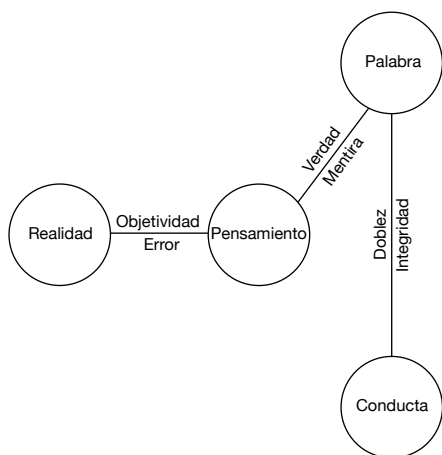 Palabra
Verdad
Mentira
Realidad
Objetividad
Error
Pensamiento
Doblez
Integridad
Conducta